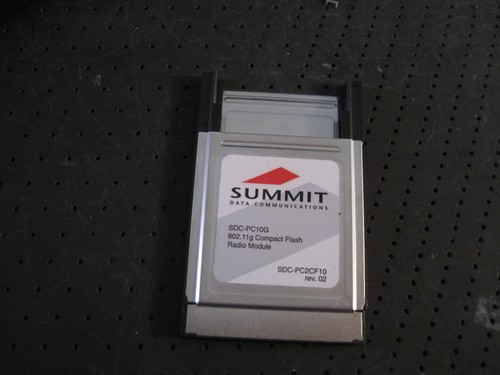 SUMMIT
DATA COMMUNICATIONS
SDC-PC10G
802.11g Compact Flash
Radio Module
SDC-PC2CF10
rev. 02